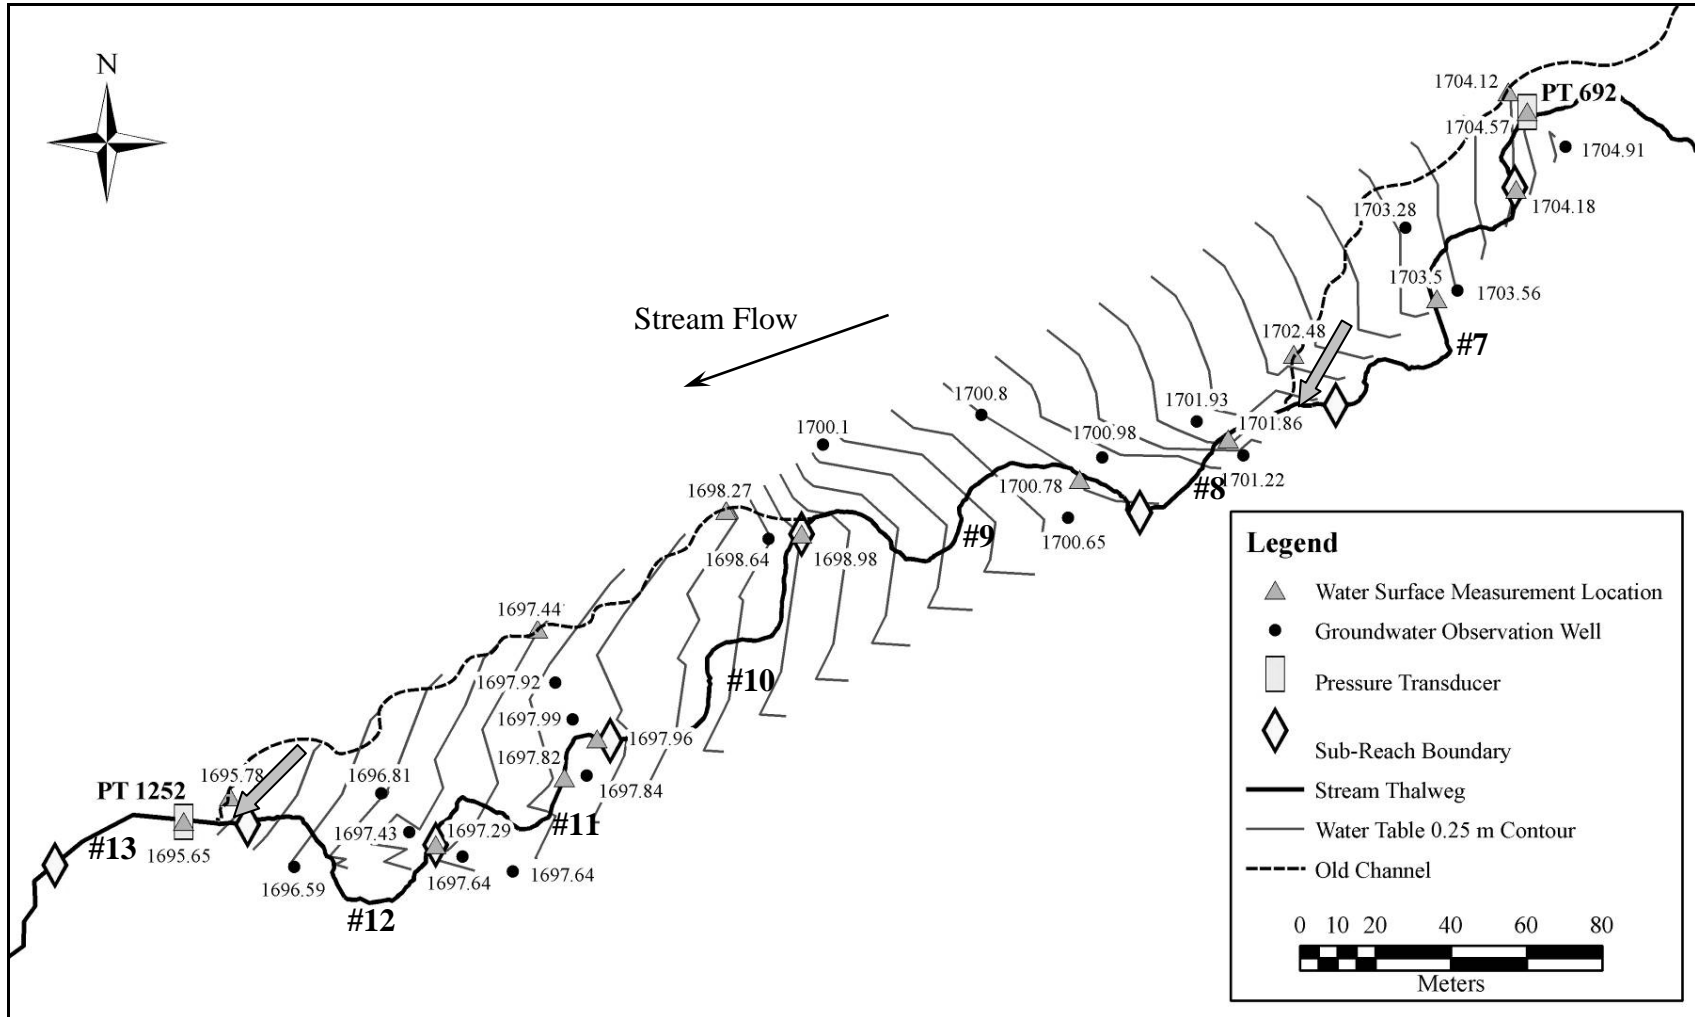 N
1704.12
PT 692
1704.57
1704.91
1704.18
1703.28
1703.5
1703.56
#7
Stream Flow
1702.48
1701.93
1701.86
1700.8
1700.98
1700.1
1701.22
#8
1700.78
1700.65
#9
1698.27
1698.64
1698.98
#10
1697.44
1697.92
1697.99
1697.96
1697.82
1697.84
#11
1695.78
1696.81
PT 1252
1697.43
1697.29
#13
1695.65
1696.59
1697.64
1697.64
#12
Legend
Water Surface Measurement Location
Groundwater Observation Well
Pressure Transducer
Sub-Reach Boundary
Stream Thalweg
Water Table 0.25 m Contour
Old Channel
0 10 20 40 60 80
Meters